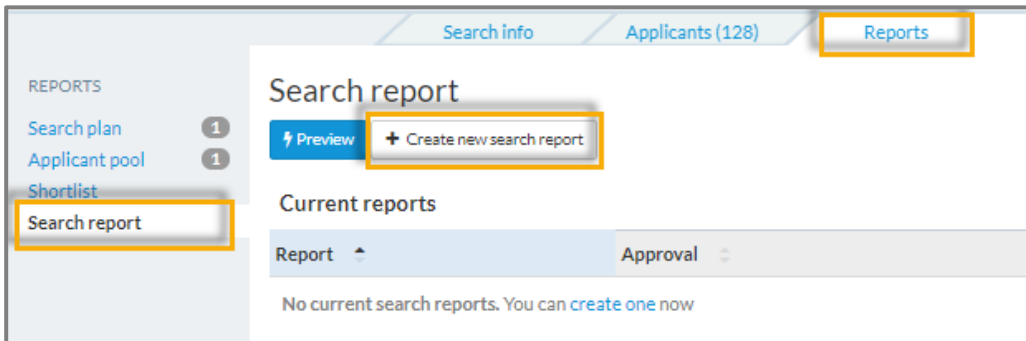 Search info
Applicants (128)
Reports
REPORTS
Search plan 1
Applicant pool 1
Shortlist
Search report
Search report
Preview
+ Create new search report
Current reports
Report
Approval
No current search reports. You can create one now